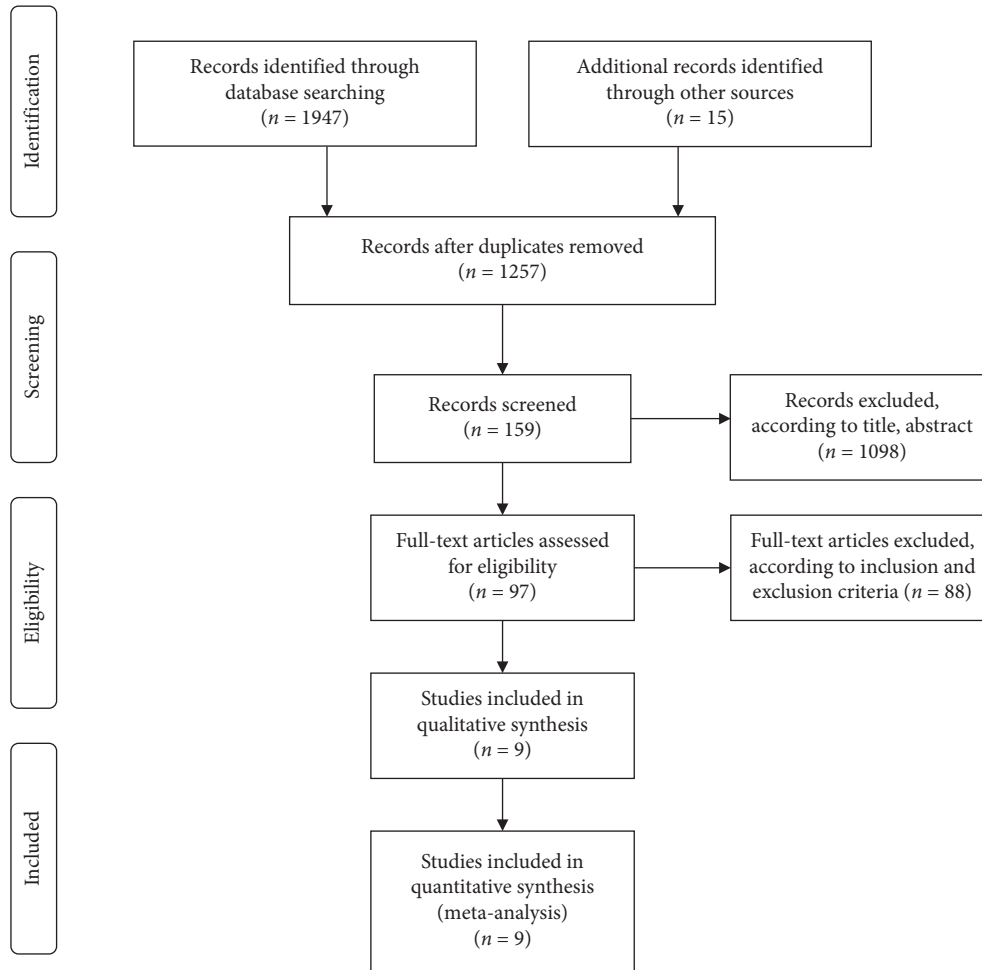 Identification
Records identified through
database searching
(n = 1947)
Additional records identified
through other sources
(n = 15)
Records after duplicates removed
(n = 1257)
Screening
Records screened
(n = 159)
Records excluded,
according to title, abstract
(n = 1098)
Eligibility
Full-text articles assessed
for eligibility
(n = 97)
Full-text articles excluded,
according to inclusion and
exclusion criteria (n = 88)
Studies included in
qualitative synthesis
(n = 9)
Included
Studies included in
quantitative synthesis
(meta-analysis)
(n = 9)